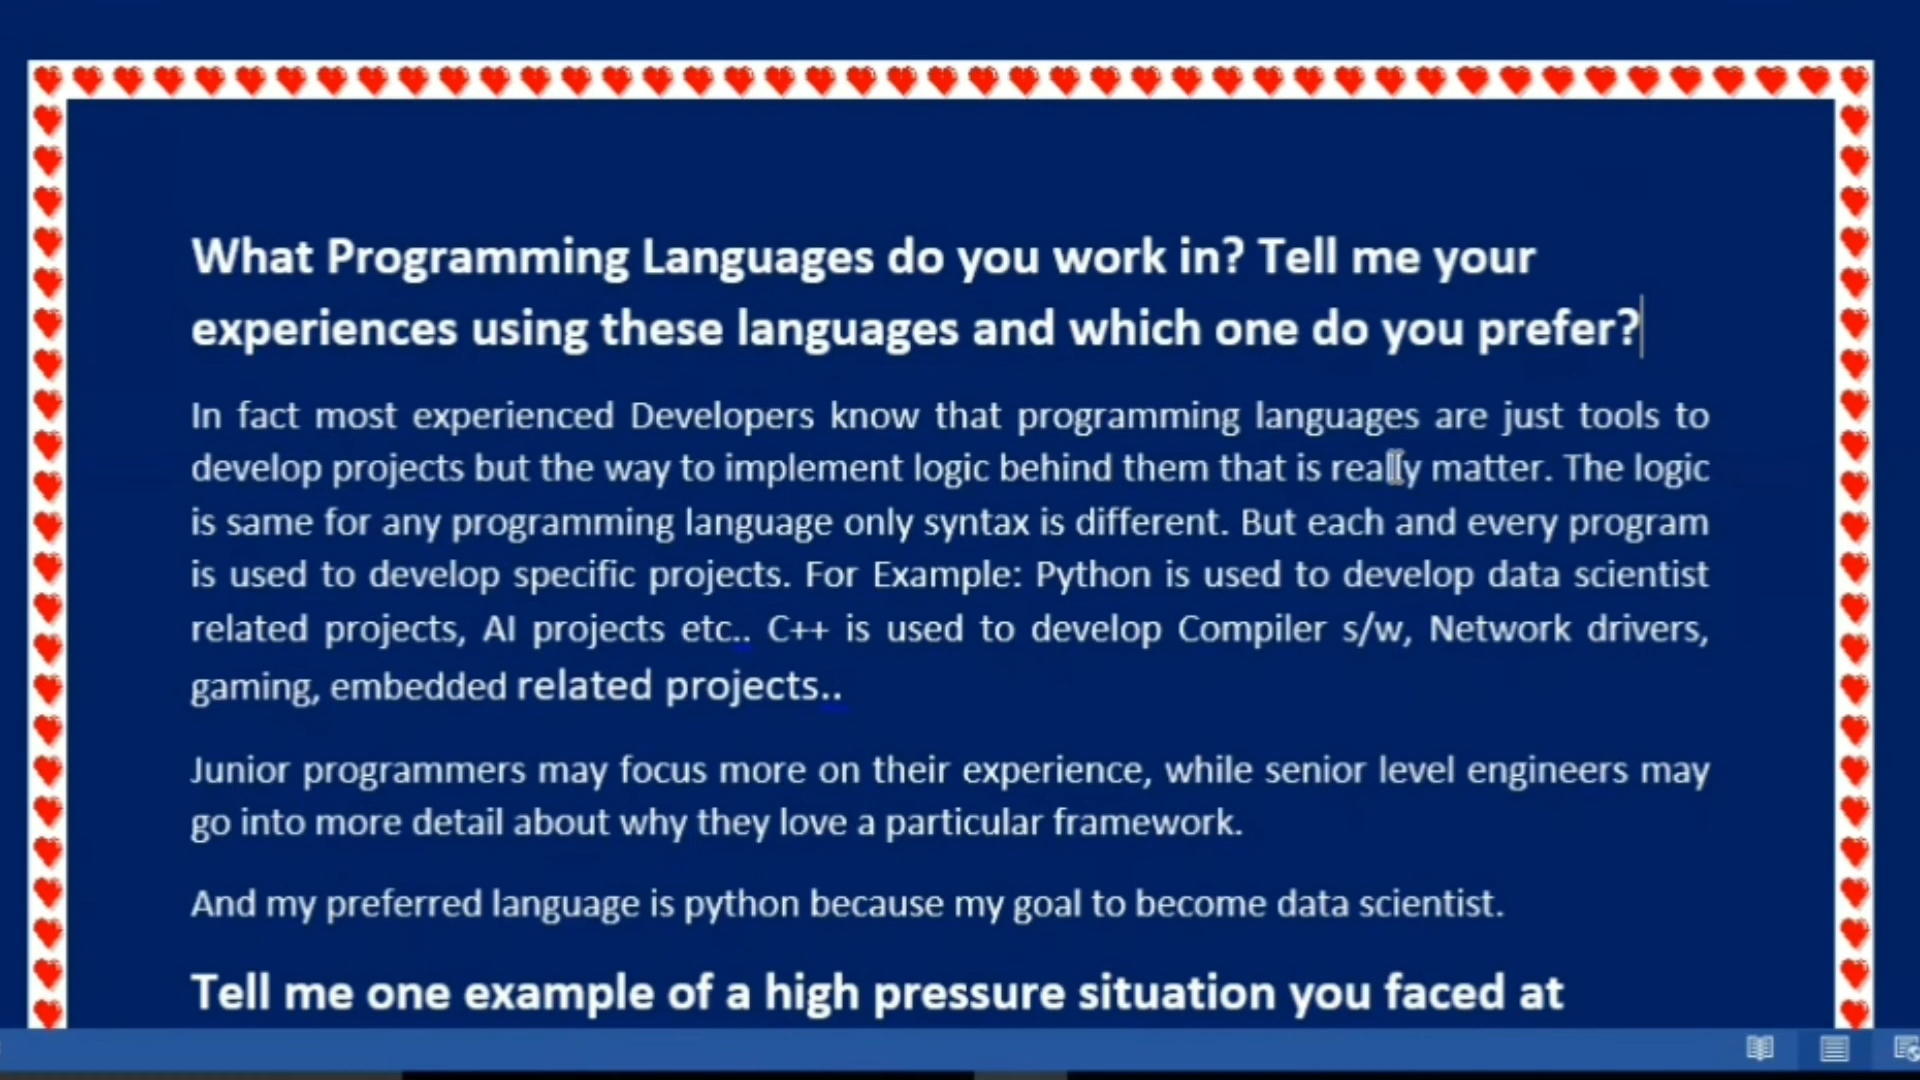 What Programming Languages do you work in? Tell me your
experiences using these languages and which one do you prefer?
In fact most experienced Developers know that programming languages are just tools to
develop projects but the way to implement logic behind them that is really matter. The logic
is same for any programming language only syntax is different. But each and every program
is used to develop specific projects. For Example: Python is used to develop data scientist
related projects, AI projects etc.. C++ is used to develop Compiler s/w, Network drivers,
gaming, embedded related projects..
Junior programmers may focus more on their experience, while senior level engineers may
go into more detail about why they love a particular framework.
And my preferred language is python because my goal to become data scientist.
Tell me one example of a high pressure situation you faced at